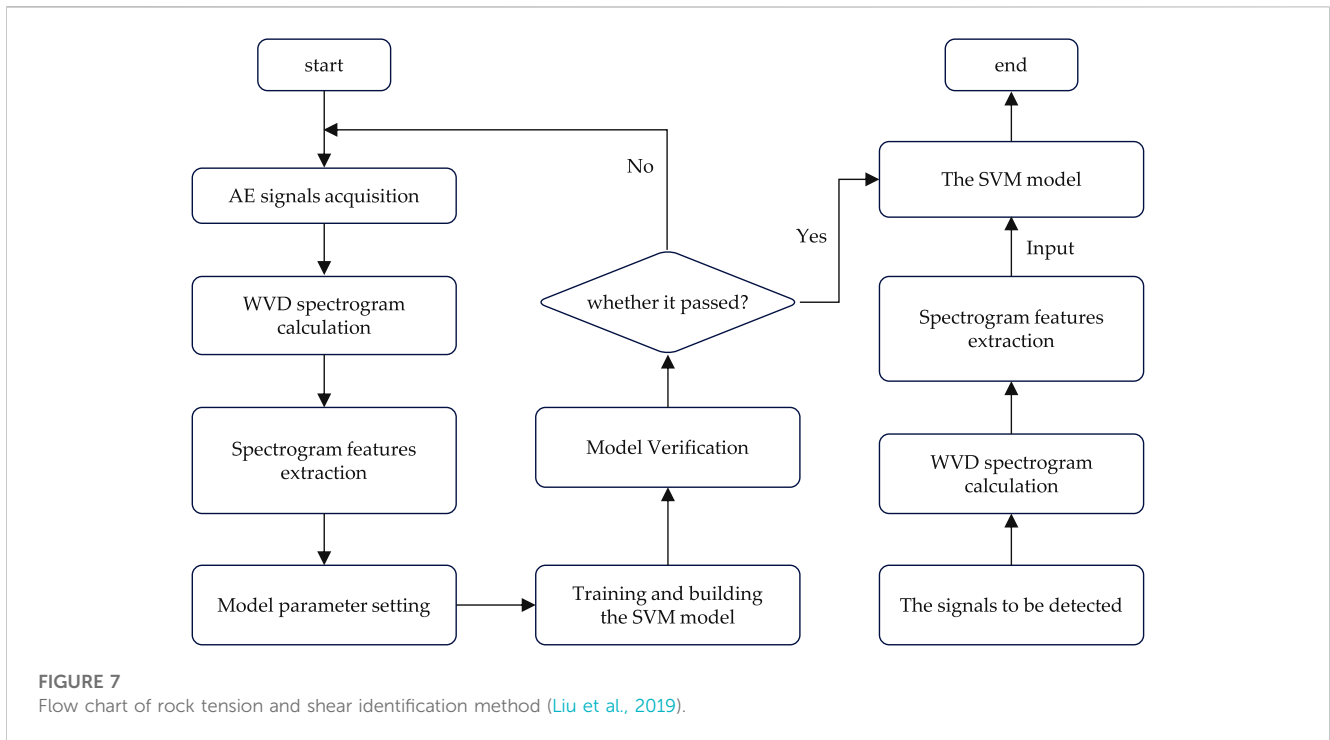 start
AE signals acquisition
WVD spectrogram
calculation
Spectrogram features
extraction
Model parameter setting
Training and building
the SVM model
Model Verification
whether it passed?
No
Yes
The signals to be detected
WVD spectrogram
calculation
Spectrogram features
extraction
Input
The SVM model
end
FIGURE 7
Flow chart of rock tension and shear identification method (Liu et al., 2019).